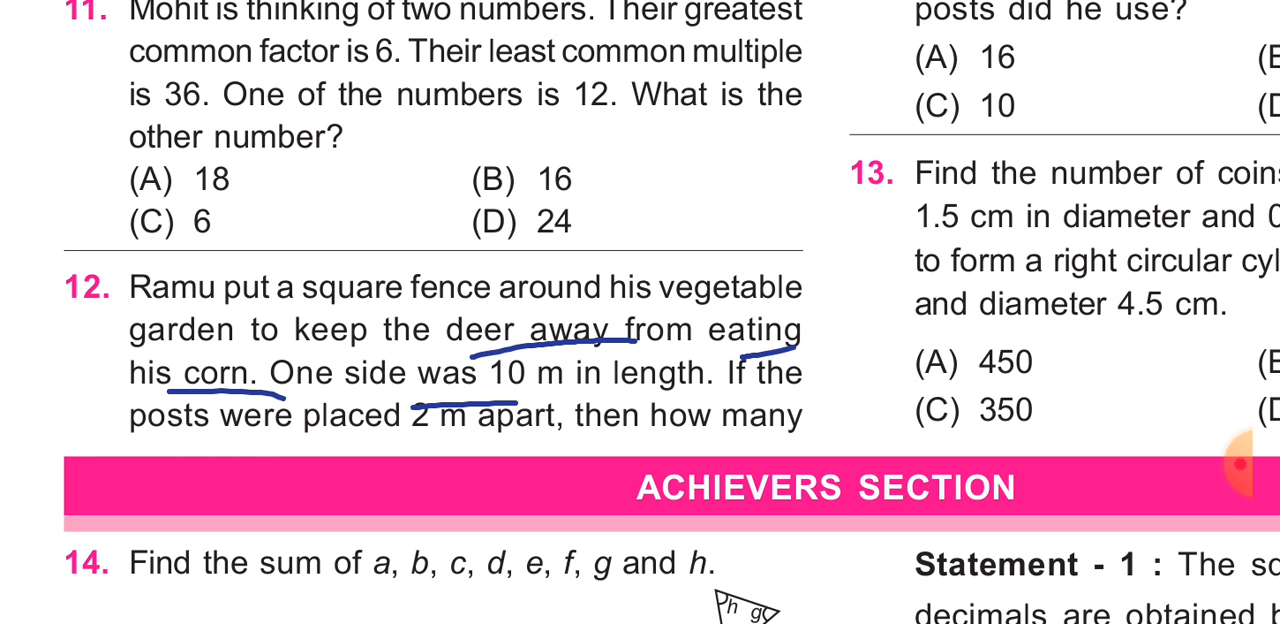 11. Mohit is thinking of two numbers. Their greatest
common factor is 6. Their least common multiple
is 36. One of the numbers is 12. What is the
other number?
(A) 18 (B) 16
(C) 6 (D) 24
12. Ramu put a square fence around his vegetable
garden to keep the deer away from eating
his corn. One side was 10 m in length. If the
posts were placed 2 m apart, then how many
posts did he use?
(A) 16
(C) 10
13. Find the number of coins
1.5 cm in diameter and
to form a right circular
and diameter 4.5 cm.
(A) 450
(C) 350
ACHIEVERS SECTION
14. Find the sum of a, b, c, d, e, f, g and h.
h g
Statement - 1 : The
decimals are obtained